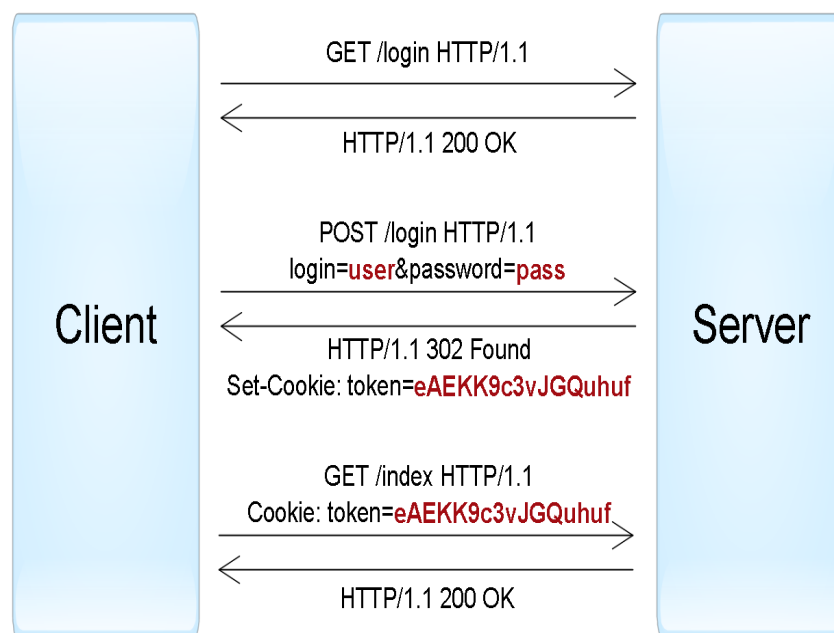 GET /login HTTP/1.1
HTTP/1.1 200 OK
POST /login HTTP/1.1
login=user&password=pass
Client
Server
HTTP/1.1 302 Found
Set-Cookie: token=eAEKK9c3vJGQuhuf
GET /index HTTP/1.1
Cookie: token=eAEKK9c3vJGQuhuf
HTTP/1.1 200 OK